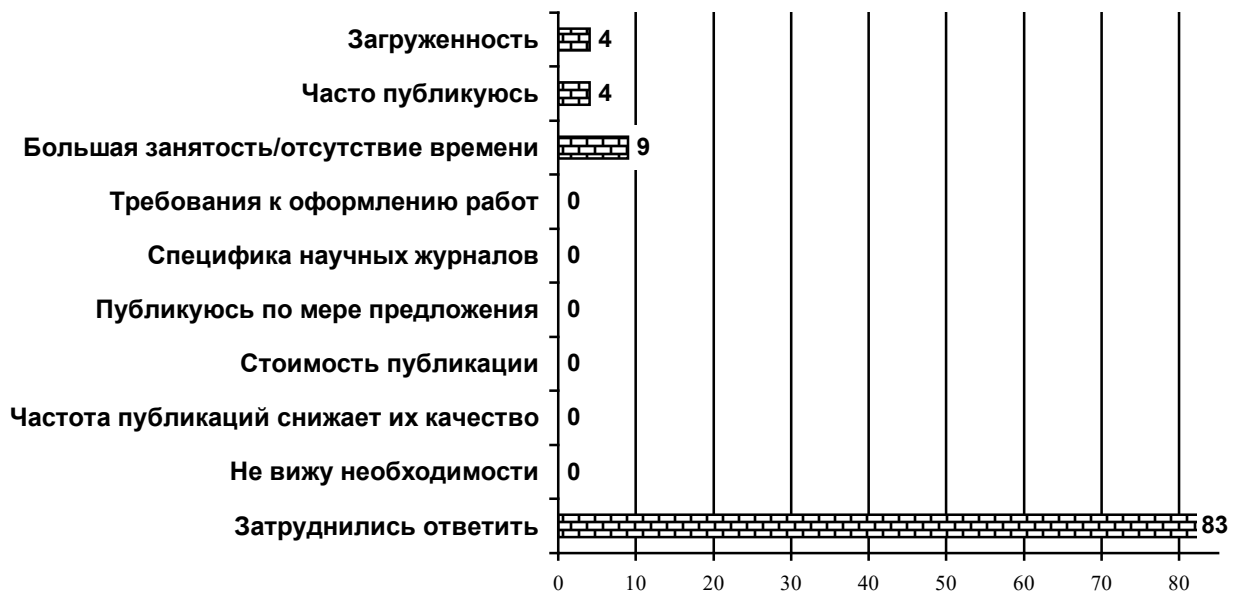 Загруженность 4
Часто публикуюсь 4
Большая занятость/отсутствие времени 9
Требования к оформлению работ 0
Специфика научных журналов 0
Публикуюсь по мере предложения 0
Стоимость публикации 0
Частота публикаций снижает их качество 0
Не вижу необходимости 0
Затруднились ответить 83
0 10 20 30 40 50 60 70 80